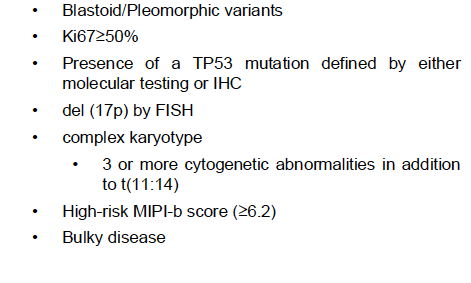 • Blastoid/Pleomorphic variants
• Ki67≥50%
• Presence of a TP53 mutation defined by either
molecular testing or IHC
• del (17p) by FISH
• complex karyotype
• 3 or more cytogenetic abnormalities in addition
to t(11:14)
• High-risk MIPI-b score (≥6.2)
• Bulky disease